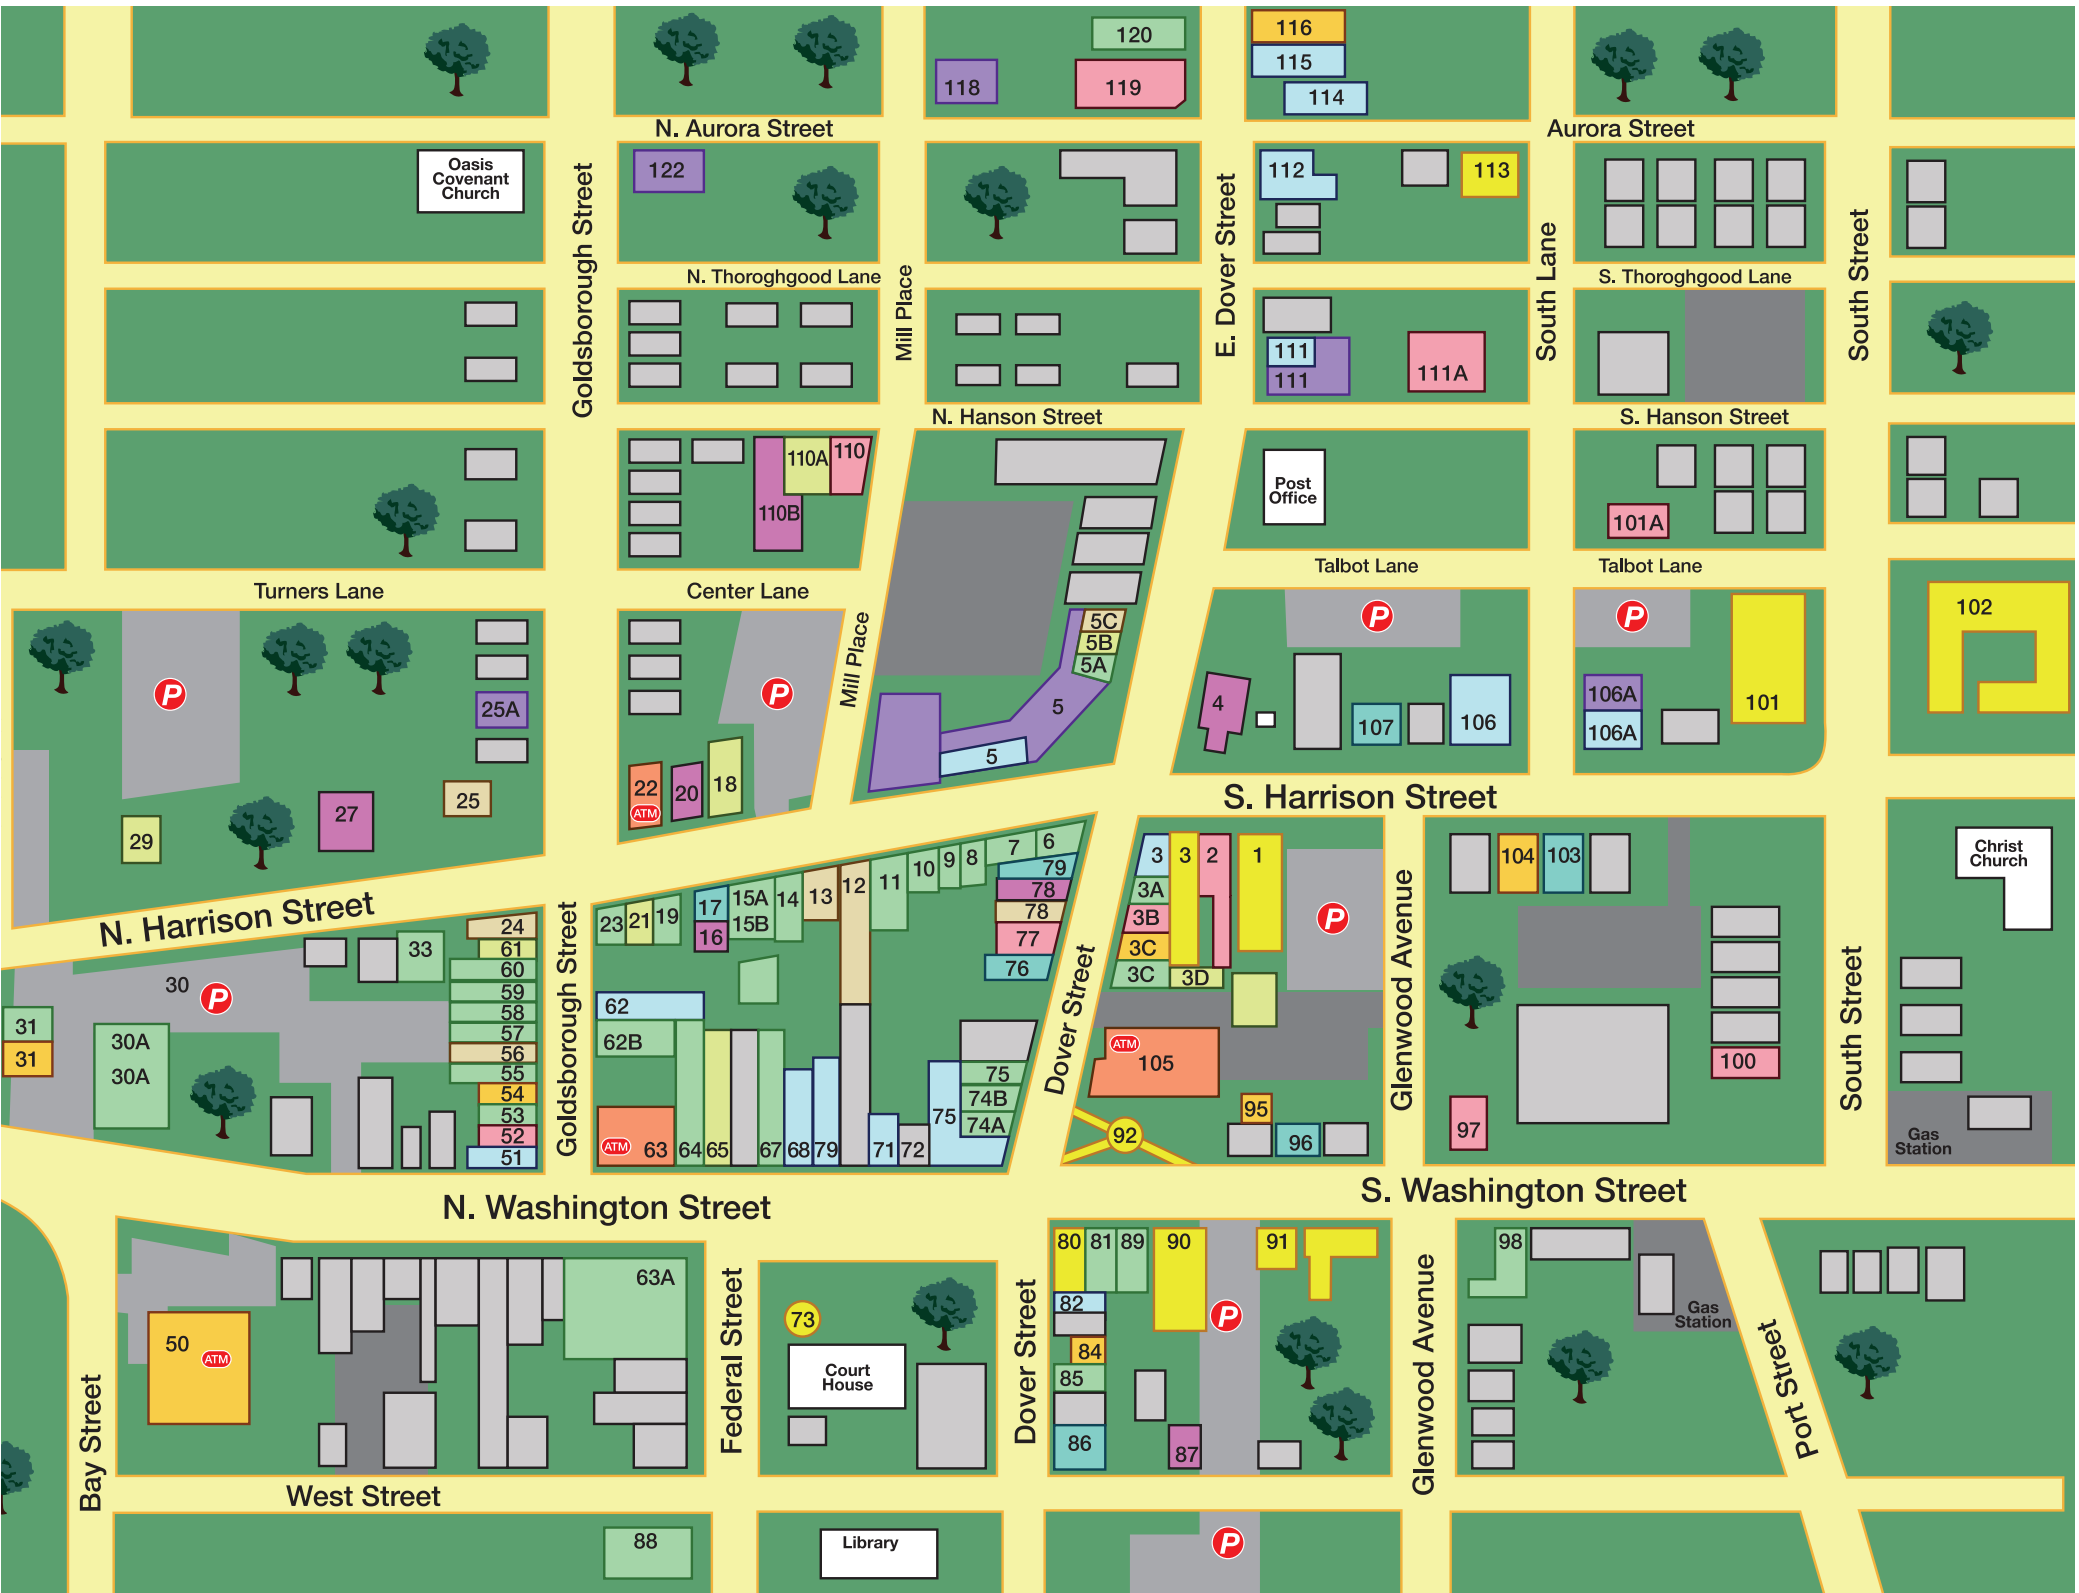 116
120
115
118
119
114
N. Aurora Street
Aurora Street
Oasis
Covenant
Church
122
112
113
Goldsborough Street
E. Dover Street
South Lane
South Street
N. Thoroghgood Lane
S. Thoroghgood Lane
Mill Place
111
111
111A
N. Hanson Street
S. Hanson Street
110A
110
110B
Post
Office
101A
Turners Lane
Center Lane
Talbot Lane
Talbot Lane
102
P
P
5C
5B
5A
Mill Place
P
P
P
25A
5
5
4
107
106
106A
106A
101
22
ATM
20
18
25
27
29
S. Harrison Street
N. Harrison Street
23
21
19
17
16
15A
15B
14
13
12
11
10
9
8
7
6
79
78
78
77
76
3
3
2
1
3A
3B
3C
3C
3D
P
104
103
Christ
Church
24
61
60
59
58
57
56
55
54
53
52
51
33
30
P
31
31
30A
30A
Goldsborough Street
62
62B
63
ATM
64
65
67
68
79
71
72
75
75
74B
74A
Dover Street
ATM
105
92
95
96
Glenwood Avenue
97
100
South Street
Gas
Station
N. Washington Street
S. Washington Street
50
ATM
63A
Bay Street
Federal Street
73
Court
House
Dover Street
80
81
89
90
91
82
84
85
86
87
P
Glenwood Avenue
98
Gas
Station
Port Street
West Street
88
Library
P